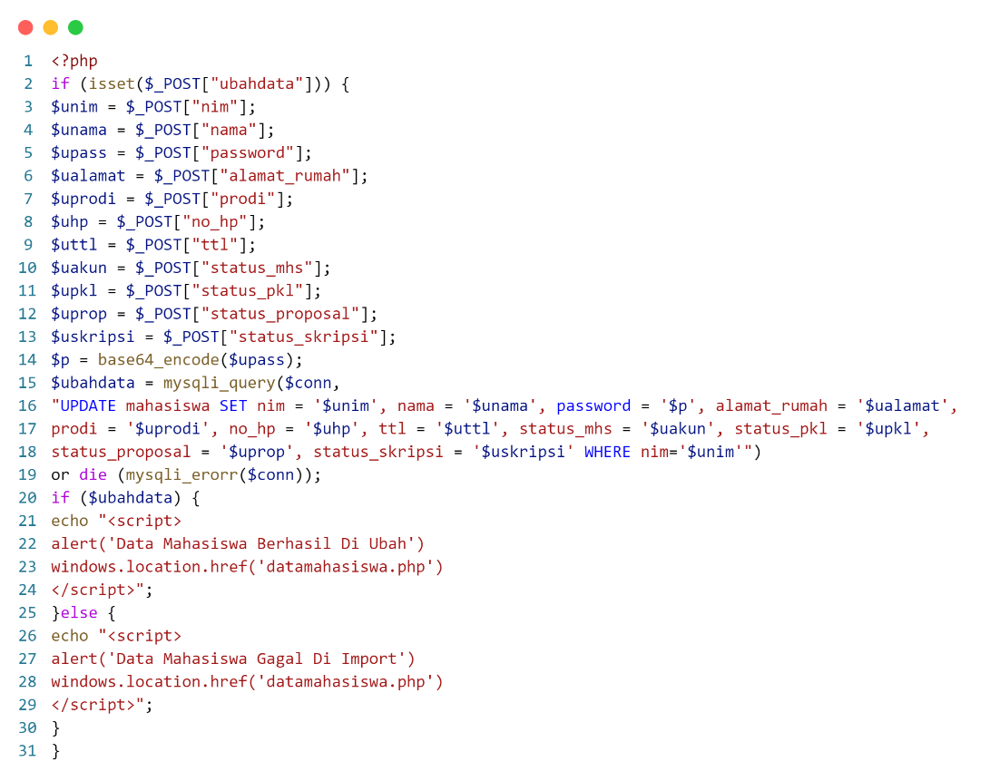 1 <?php
2 if (isset($_POST["ubahdata"])) {
3 $unim = $_POST["nim"];
4 $unama = $_POST["nama"];
5 $upass = $_POST["password"];
6 $ualamat = $_POST["alamat_rumah"];
7 $uprodi = $_POST["prodi"];
8 $uhp = $_POST["no_hp"];
9 $uttl = $_POST["ttl"];
10 $uakun = $_POST["status_mhs"];
11 $upkl = $_POST["status_pkl"];
12 $uprop = $_POST["status_proposal"];
13 $uskripsi = $_POST["status_skripsi"];
14 $p = base64_encode($upass);
15 $ubahdata = mysqli_query($conn,
16 "UPDATE mahasiswa SET nim = '$unim', nama = '$unama', password = '$p', alamat_rumah = '$ualamat',
17 prodi = '$uprodi', no_hp = '$uhp', ttl = '$uttl', status_mhs = '$uakun', status_pkl = '$upkl',
18 status_proposal = '$uprop', status_skripsi = '$uskripsi' WHERE nim='$unim'")
19 or die (mysqli_erorr($conn));
20 if ($ubahdata) {
21 echo "<script>
22 alert('Data Mahasiswa Berhasil Di Ubah')
23 windows.location.href('datamahasiswa.php')
24 </script>";
25 }else {
26 echo "<script>
27 alert('Data Mahasiswa Gagal Di Import')
28 windows.location.href('datamahasiswa.php')
29 </script>";
30 }
31 }